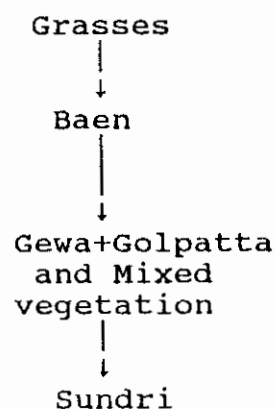 Grasses
Baen
Gewa+Golpatta
and Mixed
vegetation
Sundri